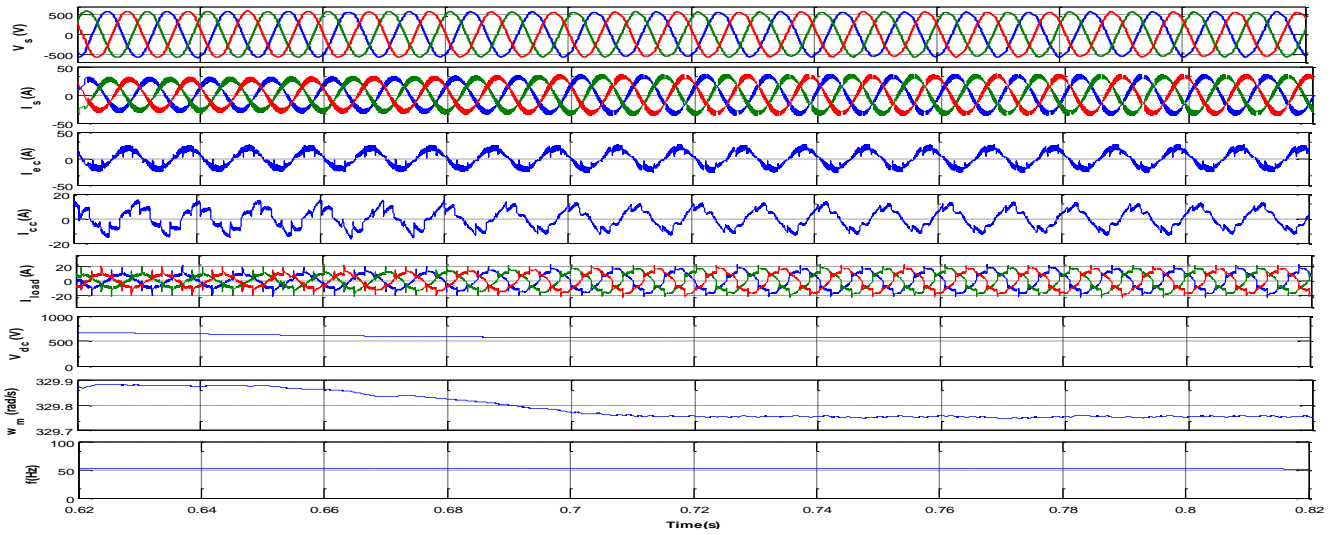 V_s (V)
500
0
-500
I_s (A)
50
0
-50
I_ec (A)
50
0
-50
I_cc (A)
20
0
-20
I_load (A)
20
0
-20
V_dc (V)
1000
500
0
w_m (rad/s)
329.9
329.8
329.7
f(Hz)
100
50
0
0.62 0.64 0.66 0.68 0.7 0.72 0.74 0.76 0.78 0.8 0.82
Time(s)